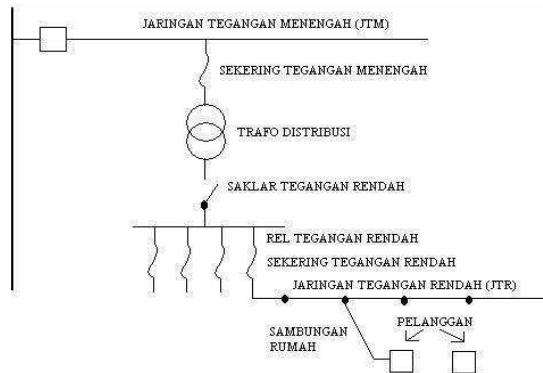 JARINGAN TEGANGAN MENENGAH (JTM)
SEKERING TEGANGAN MENENGAH
TRAFO DISTRIBUSI
SAKLAR TEGANGAN RENDAH
REL TEGANGAN RENDAH
SEKERING TEGANGAN RENDAH
JARINGAN TEGANGAN RENDAH (JTR)
SAMBUNGAN
RUMAH
PELANGGAN